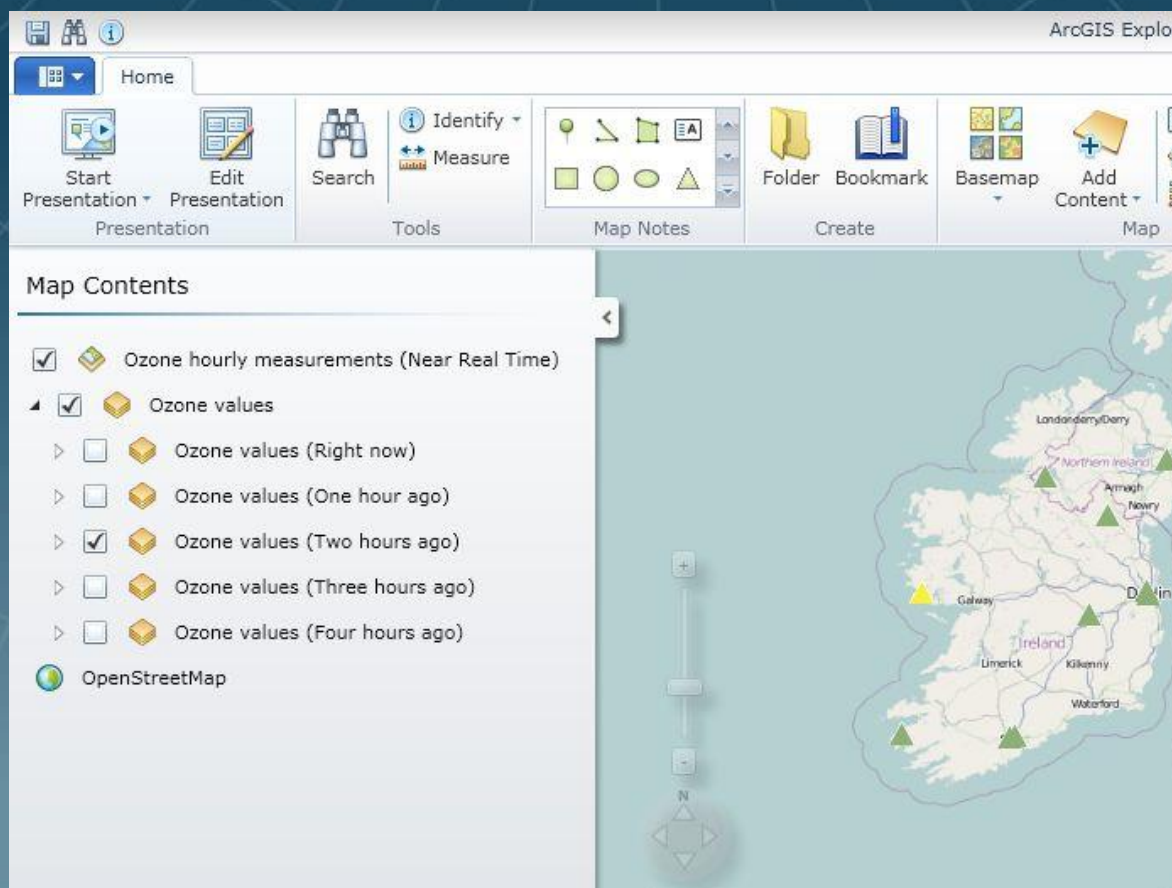 ArcGIS Explo
Home
Start Presentation
Edit Presentation
Search
Identify
Measure
A
Folder
Bookmark
Basemap
Add Content
Presentation
Tools
Map Notes
Create
Map
Map Contents
Ozone hourly measurements (Near Real Time)
Ozone values
Ozone values (Right now)
Ozone values (One hour ago)
Ozone values (Two hours ago)
Ozone values (Three hours ago)
Ozone values (Four hours ago)
OpenStreetMap
Londonderry/Derry
Northern Ireland
Armagh
Newry
Galway
Ireland
Limerick
Kilkenny
Waterford
+
-
N